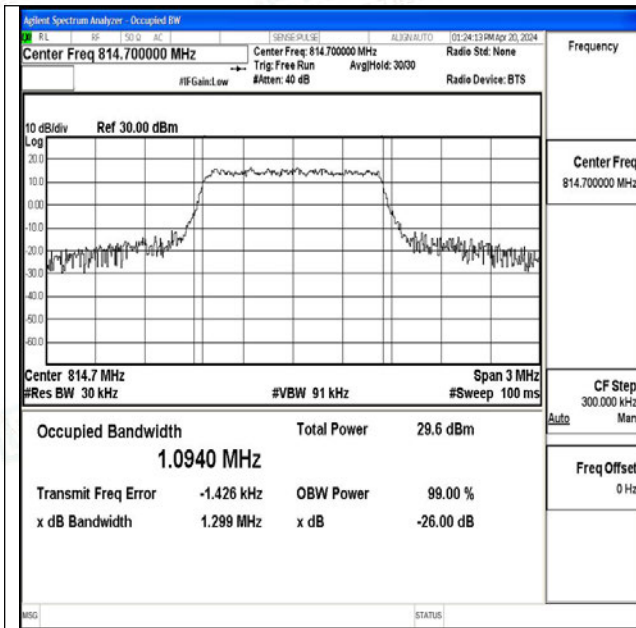 Agilent Spectrum Analyzer - Occupied BW
RL RF 50 Ω AC SENSE:PULSE ALIGN AUTO 01:24:13 PM Apr 20, 2024
Center Freq 814.700000 MHz
Center Freq: 814.700000 MHz
Radio Std: None
Trig: Free Run Avg|Hold: 30/30
#IFGain:Low #Atten: 40 dB Radio Device: BTS
10 dB/div Ref 30.00 dBm
Log
20.0
10.0
0.00
-10.0
-20.0
-30.0
-40.0
-50.0
-60.0
Center 814.7 MHz Span 3 MHz
#Res BW 30 kHz #VBW 91 kHz #Sweep 100 ms
Occupied Bandwidth Total Power 29.6 dBm
1.0940 MHz
Transmit Freq Error -1.426 kHz OBW Power 99.00 %
x dB Bandwidth 1.299 MHz x dB -26.00 dB
MSG STATUS
Frequency
Center Freq
814.700000 MHz
CF Step
300.000 kHz
Auto Man
Freq Offset
0 Hz